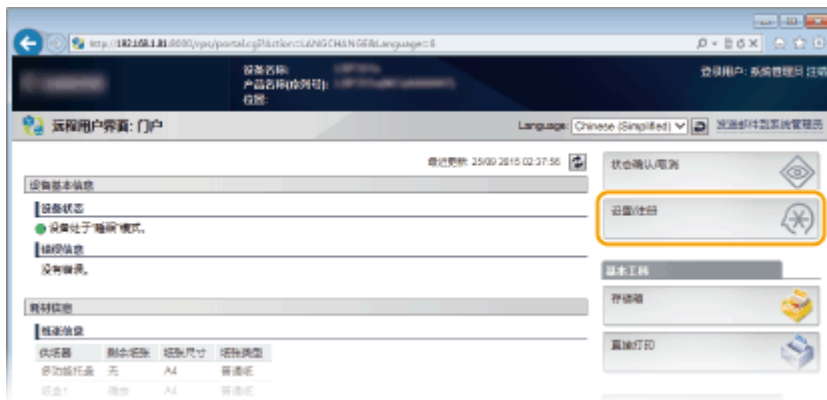 http://192.168.1.81:8000/rps/portal.cgi?Action=LANGCHANGE&Language=6
设备名称:
产品名称(序列号):
位置:
登录用户: 系统管理员 注销
远程用户界面: 门户
Language: Chinese (Simplified)
发送邮件到系统管理员
最近更新: 25/09 2015 02:37:56
设备基本信息
设备状态
设备处于"睡眠"模式。
错误信息
没有错误。
耗材信息
纸张信息
供纸器 剩余纸张 纸张尺寸 纸张类型
多功能托盘 无 A4 普通纸
纸盒1 A4 普通纸
状态确认/取消
设置/注册
基本工具
存储箱
直接打印